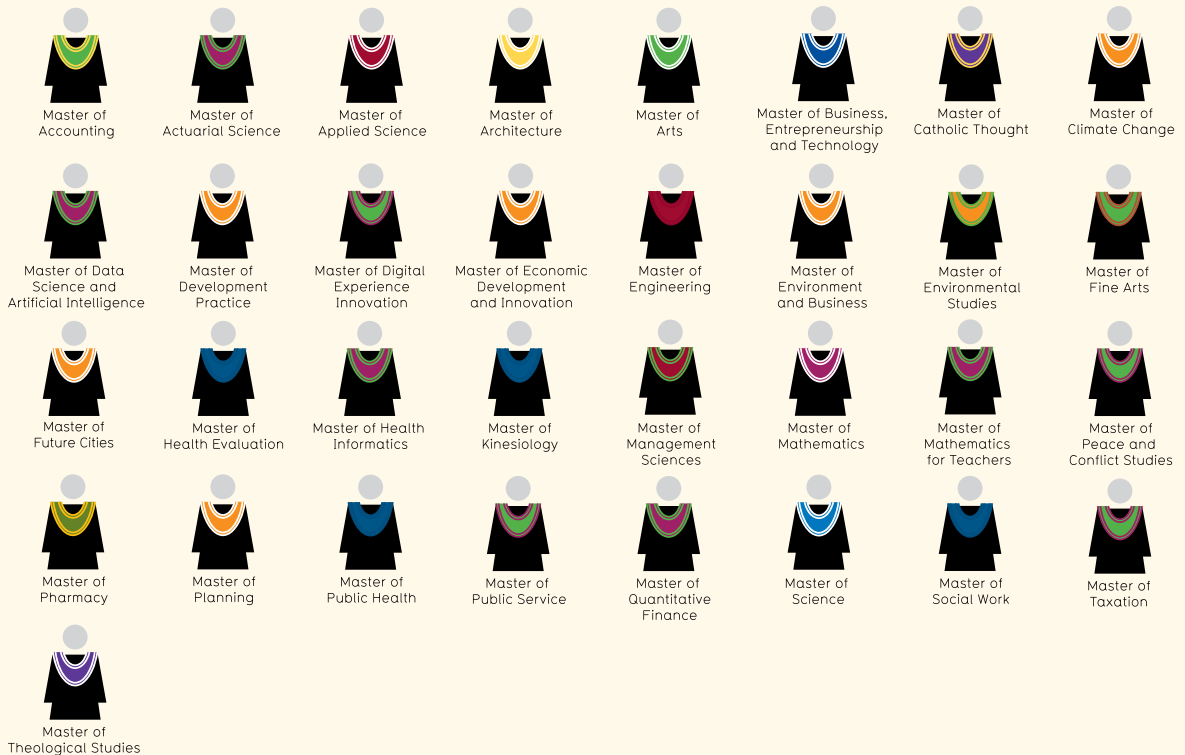 Master of
Accounting
Master of
Actuarial Science
Master of
Applied Science
Master of
Architecture
Master of
Arts
Master of Business,
Entrepreneurship
and Technology
Master of
Catholic Thought
Master of
Climate Change
Master of Data
Science and
Artificial Intelligence
Master of
Development
Practice
Master of Digital
Experience
Innovation
Master of Economic
Development
and Innovation
Master of
Engineering
Master of
Environment
and Business
Master of
Environmental
Studies
Master of
Fine Arts
Master of
Future Cities
Master of
Health Evaluation
Master of Health
Informatics
Master of
Kinesiology
Master of
Management
Sciences
Master of
Mathematics
Master of
Mathematics
for Teachers
Master of
Peace and
Conflict Studies
Master of
Pharmacy
Master of
Planning
Master of
Public Health
Master of
Public Service
Master of
Quantitative
Finance
Master of
Science
Master of
Social Work
Master of
Taxation
Master of
Theological Studies